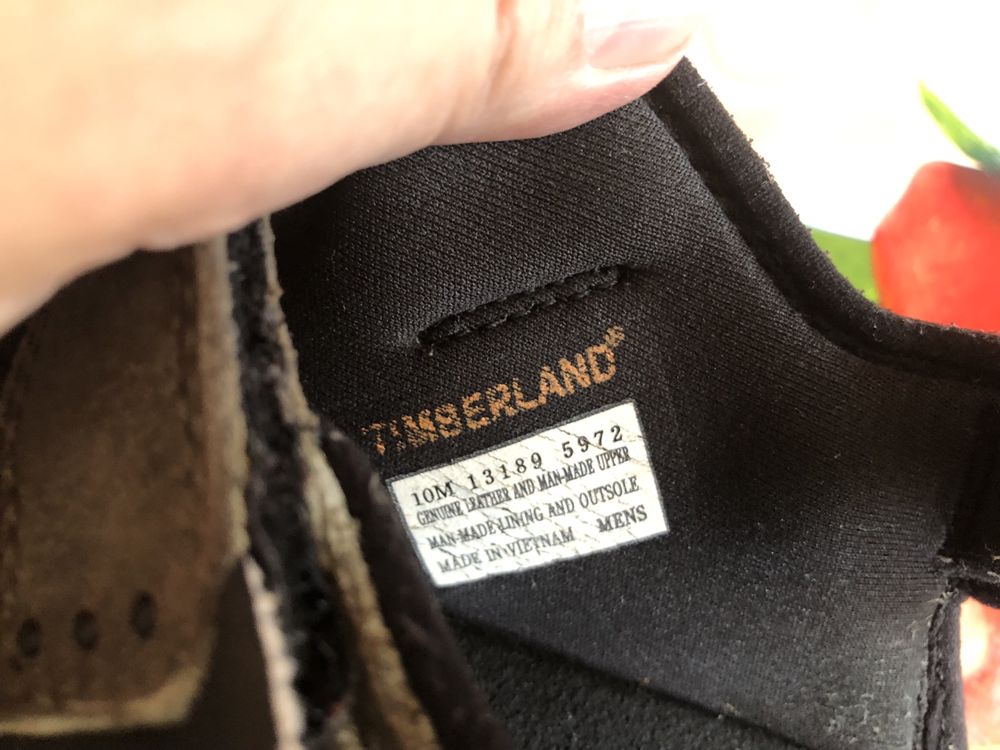 TIMBERLAND®
10M 13189 5972
GENUINE LEATHER AND MAN-MADE UPPER
MAN-MADE LINING AND OUTSOLE
MADE IN VIETNAM MENS